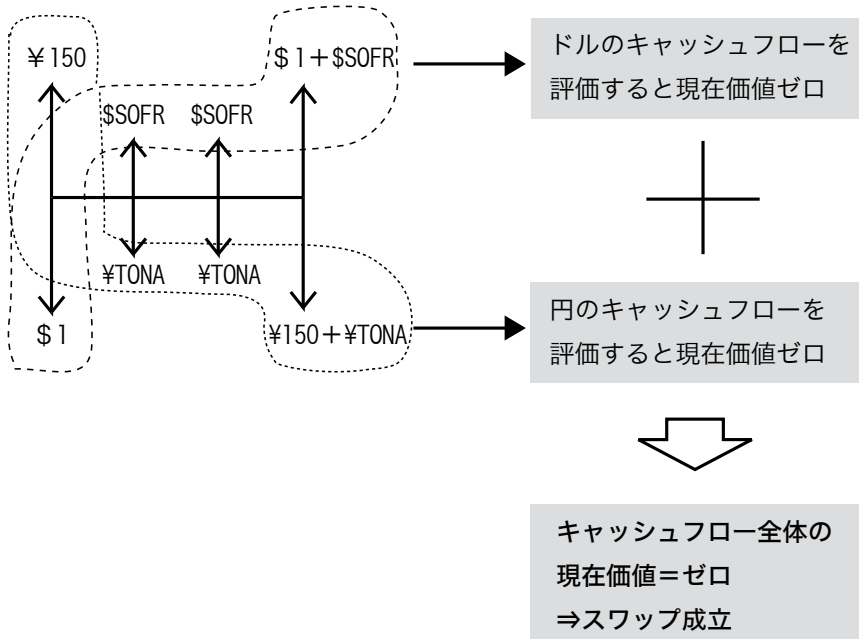 ￥150
$1+$SOFR
$SOFR
$SOFR
¥TONA
¥TONA
$1
¥150＋¥TONA
ドルのキャッシュフローを
評価すると現在価値ゼロ
円のキャッシュフローを
評価すると現在価値ゼロ
キャッシュフロー全体の
現在価値＝ゼロ
⇒スワップ成立